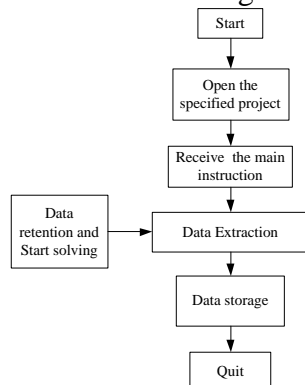 Start
Open the
specified project
Receive the main
instruction
Data
retention and
Start solving
Data Extraction
Data storage
Quit